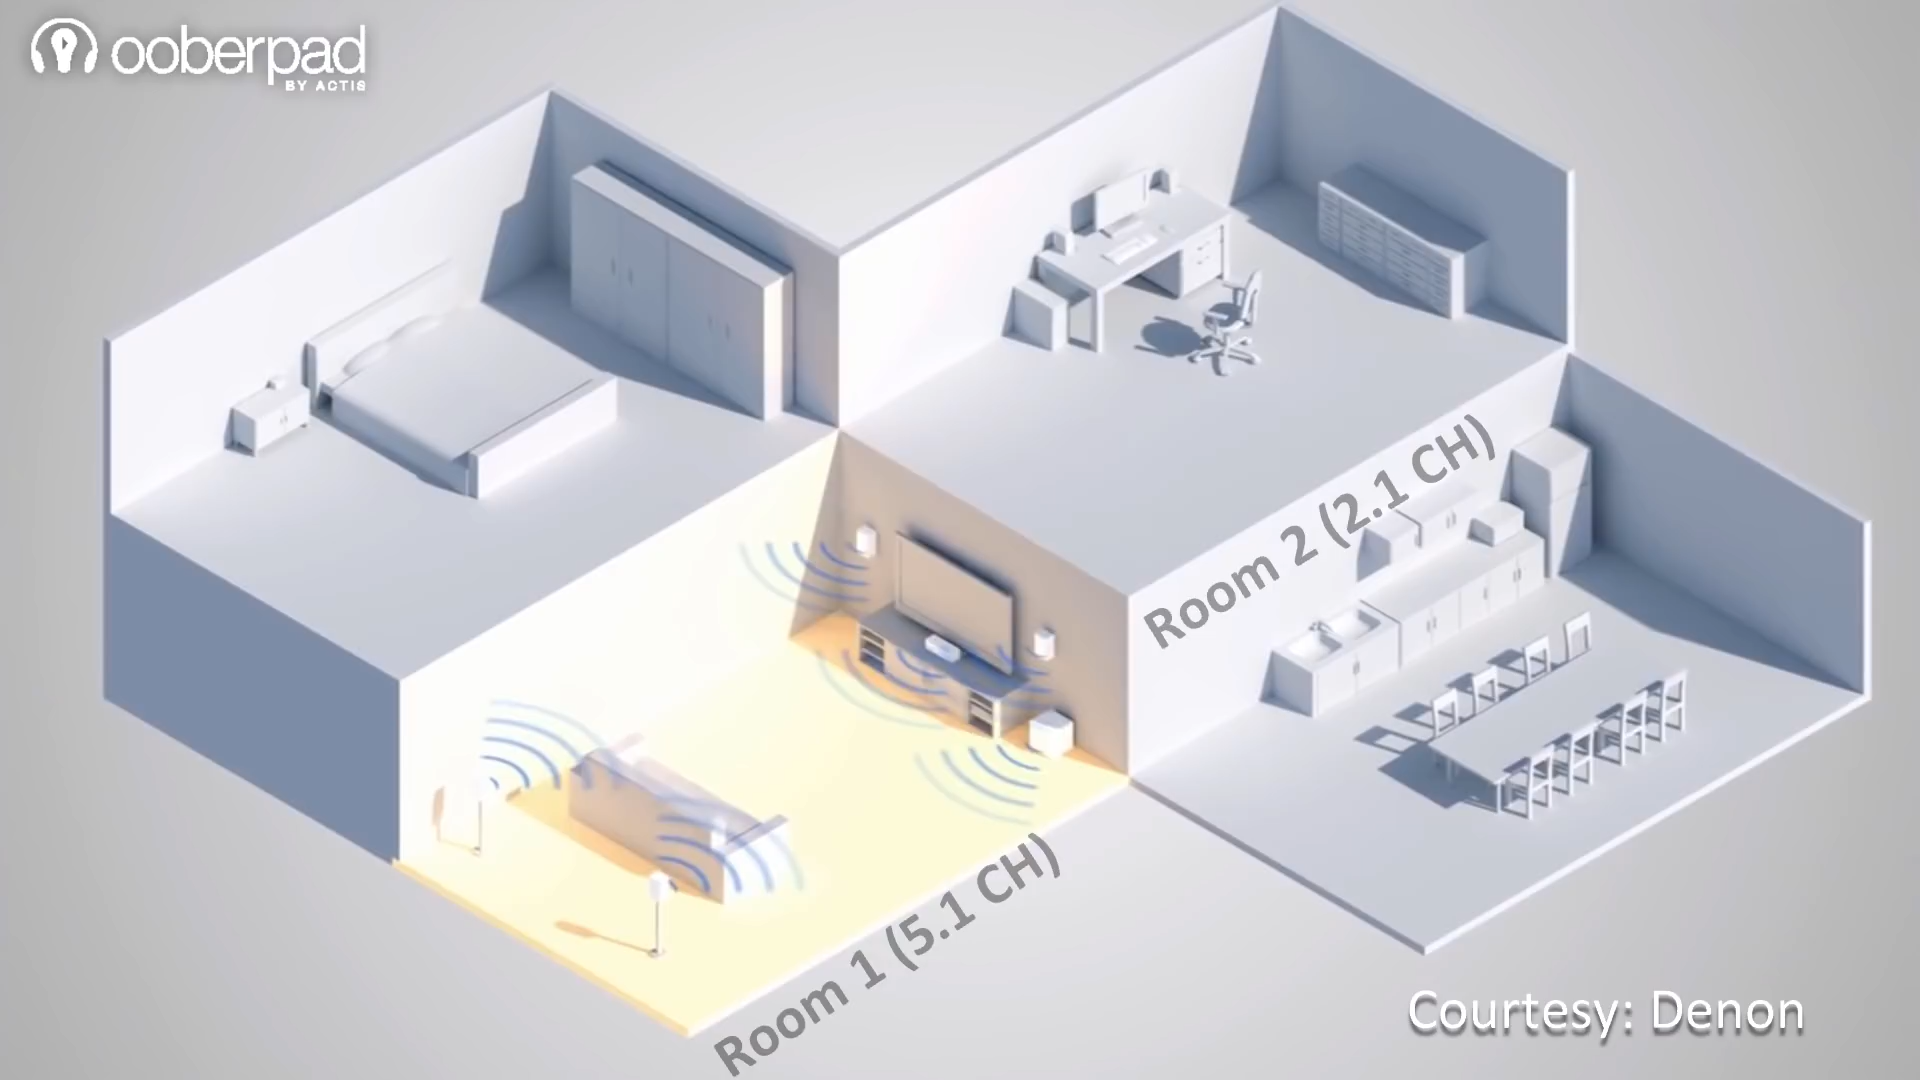 ooberpad
BY ACTIS
Room 2 (2.1 CH)
Room 1 (5.1 CH)
Courtesy: Denon